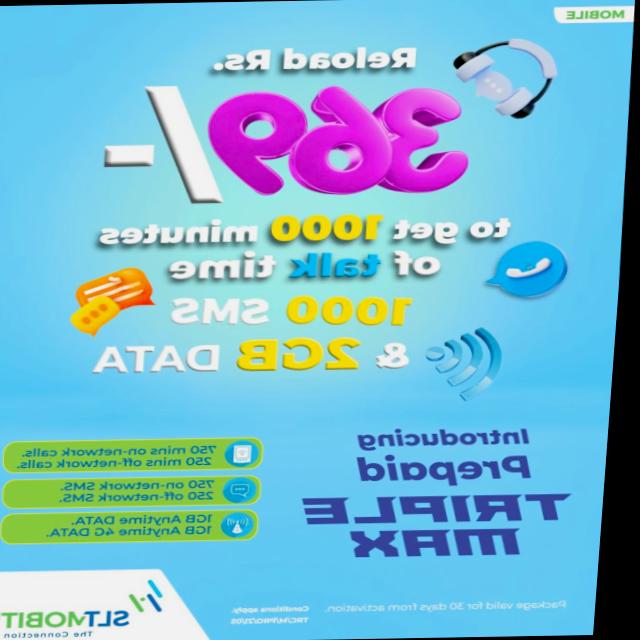 MOBILE
Reload Rs.
369/-
to get 1000 minutes
of talk time
1000 SMS
& 2GB DATA
Introducing
Prepaid
TRIPLE
MAX
750 mins on-network calls.
250 mins off-network calls.
750 on-network SMS.
250 off-network SMS.
1GB Anytime DATA.
1GB Anytime 4G DATA.
Package valid for 30 days from activation.
Conditions apply.
SLTMOBIT
The Connection